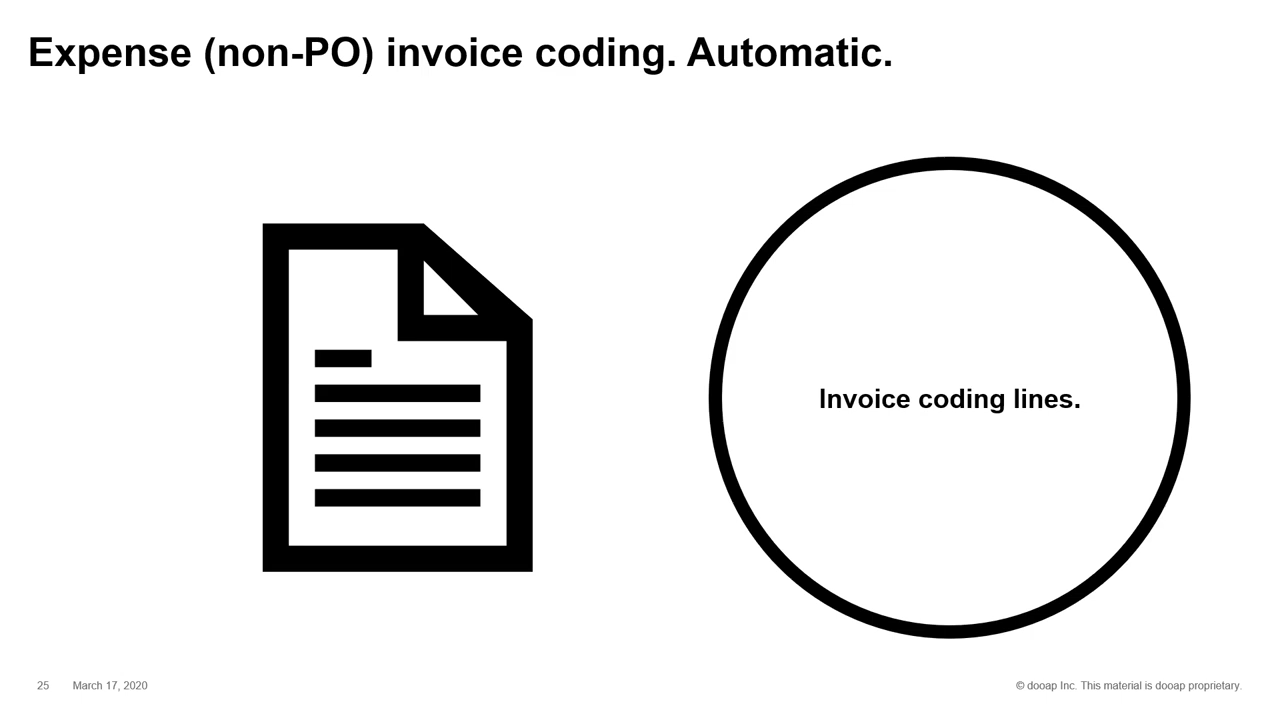 Expense (non-PO) invoice coding. Automatic.
Invoice coding lines.
25 March 17, 2020
© dooap Inc. This material is dooap proprietary.